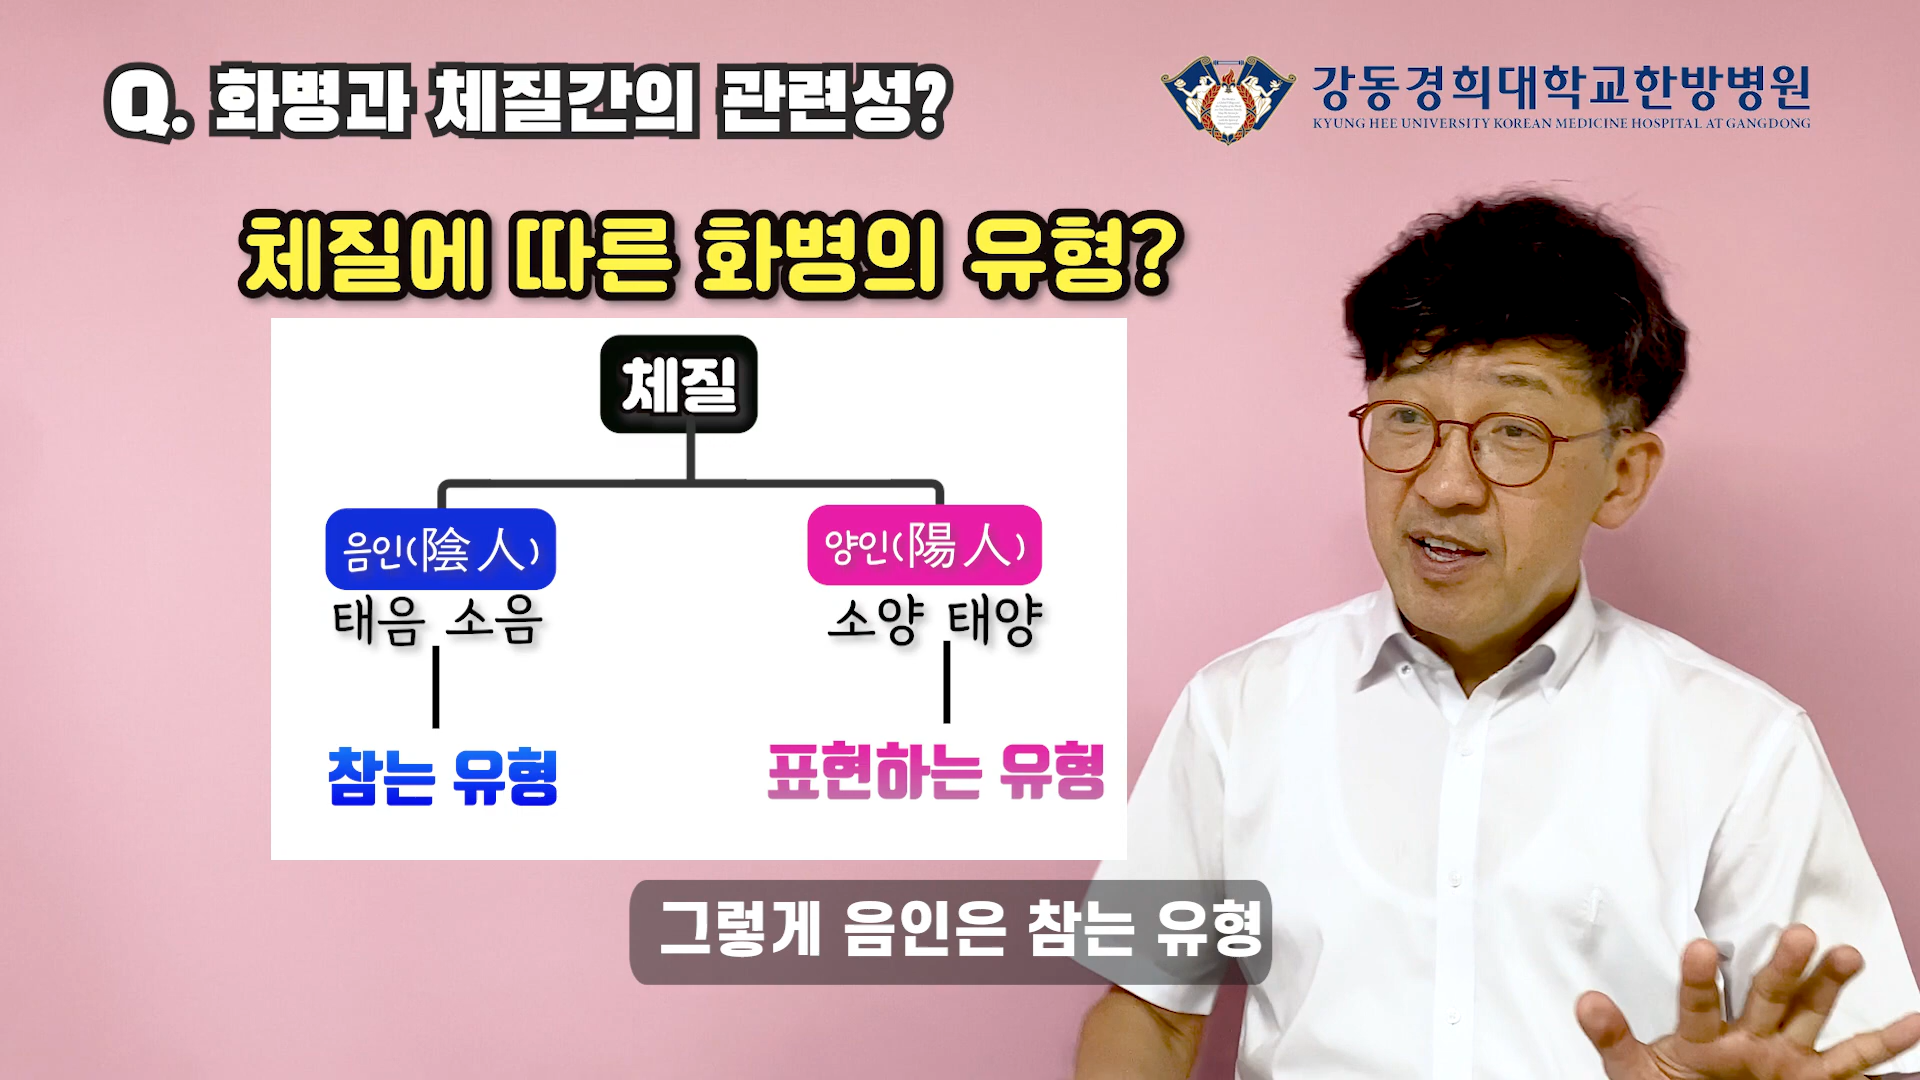 Q. 화병과 체질간의 관련성?
강동경희대학교한방병원
KYUNG HEE UNIVERSITY KOREAN MEDICINE HOSPITAL AT GANGDONG
체질에 따른 화병의 유형?
체질
음인(陰人)
양인(陽人)
태음 소음
소양 태양
참는 유형
표현하는 유형
그렇게 음인은 참는 유형